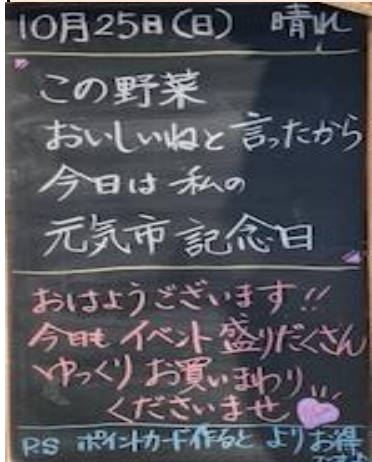 10月25日(日) 晴れ
この野菜
おいしいねと言ったから
今日は私の
元気市記念日
おはようございます!!
今日もイベント盛りだくさん
ゆっくりお買いまわり
くださいませ
P.S ポイントカード作ると よりお得
ですよ